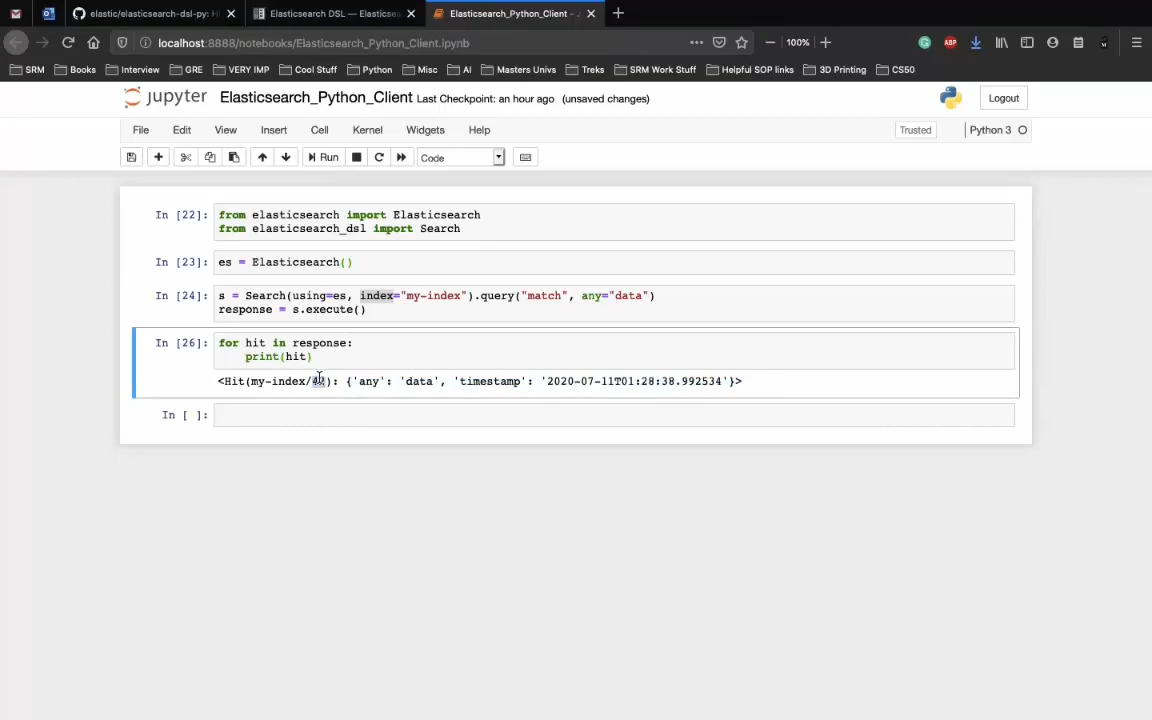 elastic/elasticsearch-dsl-py: H
Elasticsearch DSL — Elasticse
Elasticsearch_Python_Client -
localhost:8888/notebooks/Elasticsearch_Python_Client.ipynb
100%
ABP
SRM Books Interview GRE VERY IMP Cool Stuff Python Misc AI Masters Univs Treks SRM Work Stuff Helpful SOP links 3D Printing CS50
jupyter Elasticsearch_Python_Client Last Checkpoint: an hour ago (unsaved changes)
Logout
File Edit View Insert Cell Kernel Widgets Help
Trusted
Python 3
Run
Code
In [22]: from elasticsearch import Elasticsearch
from elasticsearch_dsl import Search
In [23]: es = Elasticsearch()
In [24]: s = Search(using=es, index="my-index").query("match", any="data")
response = s.execute()
In [26]: for hit in response:
print(hit)
<Hit(my-index/ ): {'any': 'data', 'timestamp': '2020-07-11T01:28:38.992534'}>
In [ ]: